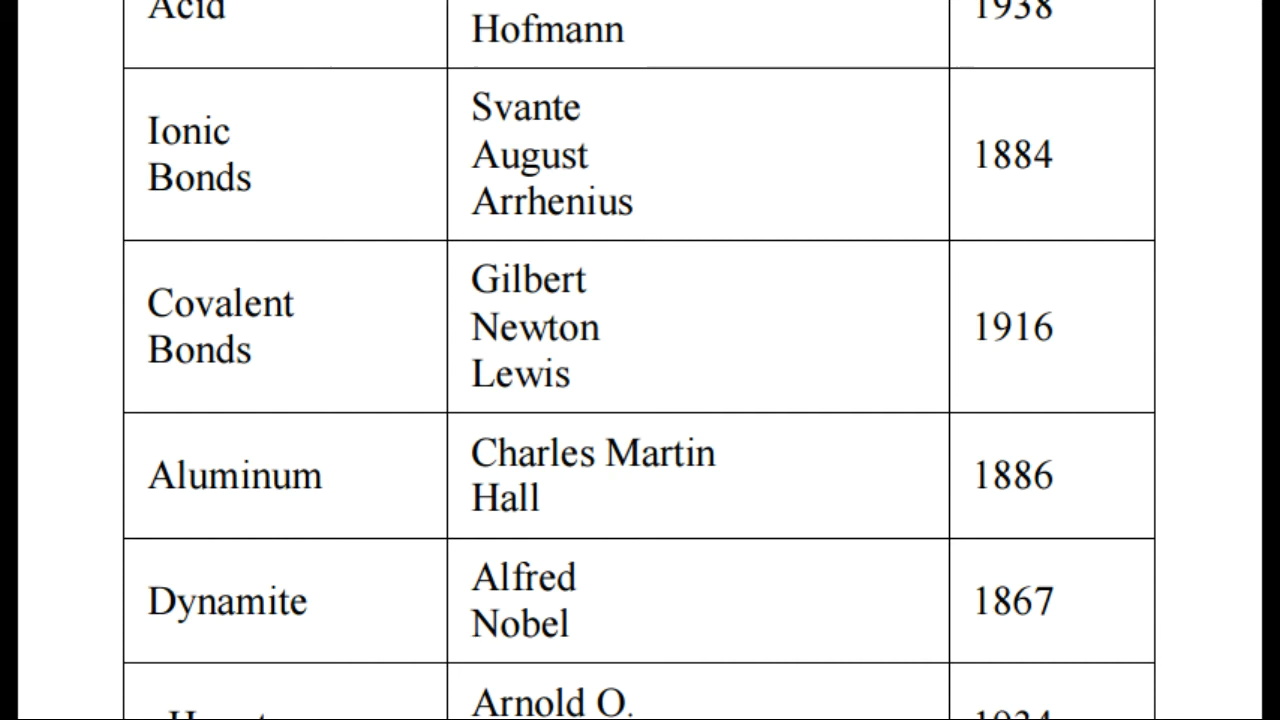 Acid
Hofmann
1938
Ionic
Bonds
Svante
August
Arrhenius
1884
Covalent
Bonds
Gilbert
Newton
Lewis
1916
Aluminum
Charles Martin
Hall
1886
Dynamite
Alfred
Nobel
1867
Arnold O.